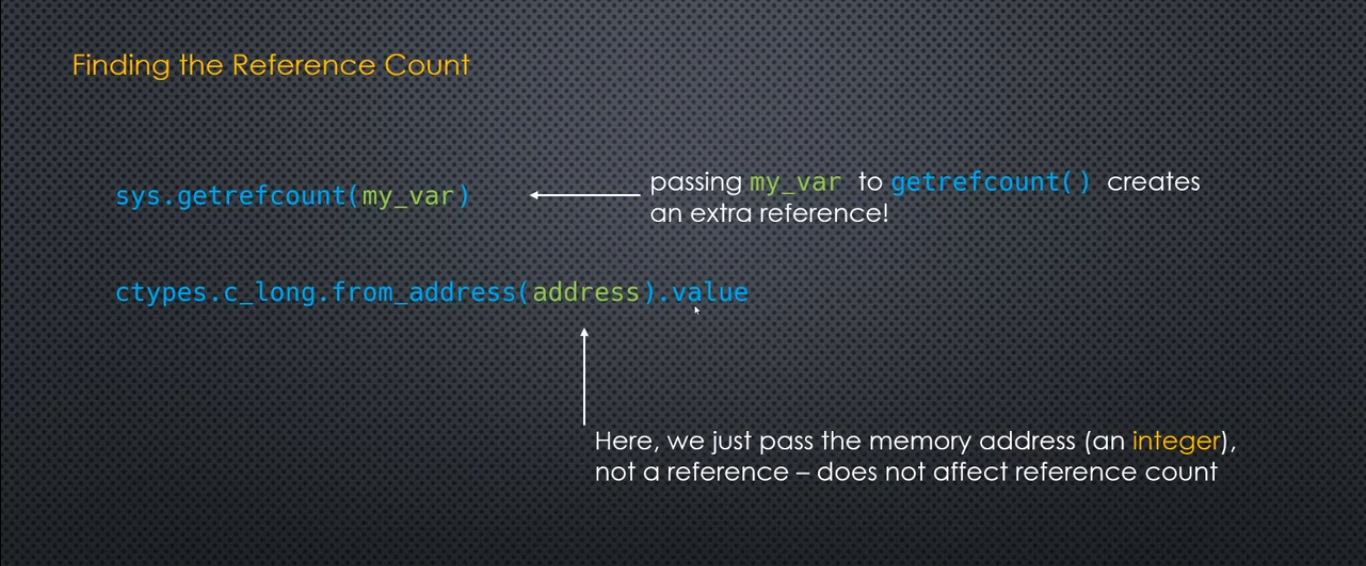 Finding the Reference Count
sys.getrefcount(my_var)
passing my_var to getrefcount() creates
an extra reference!
ctypes.c_long.from_address(address).value
Here, we just pass the memory address (an integer),
not a reference – does not affect reference count